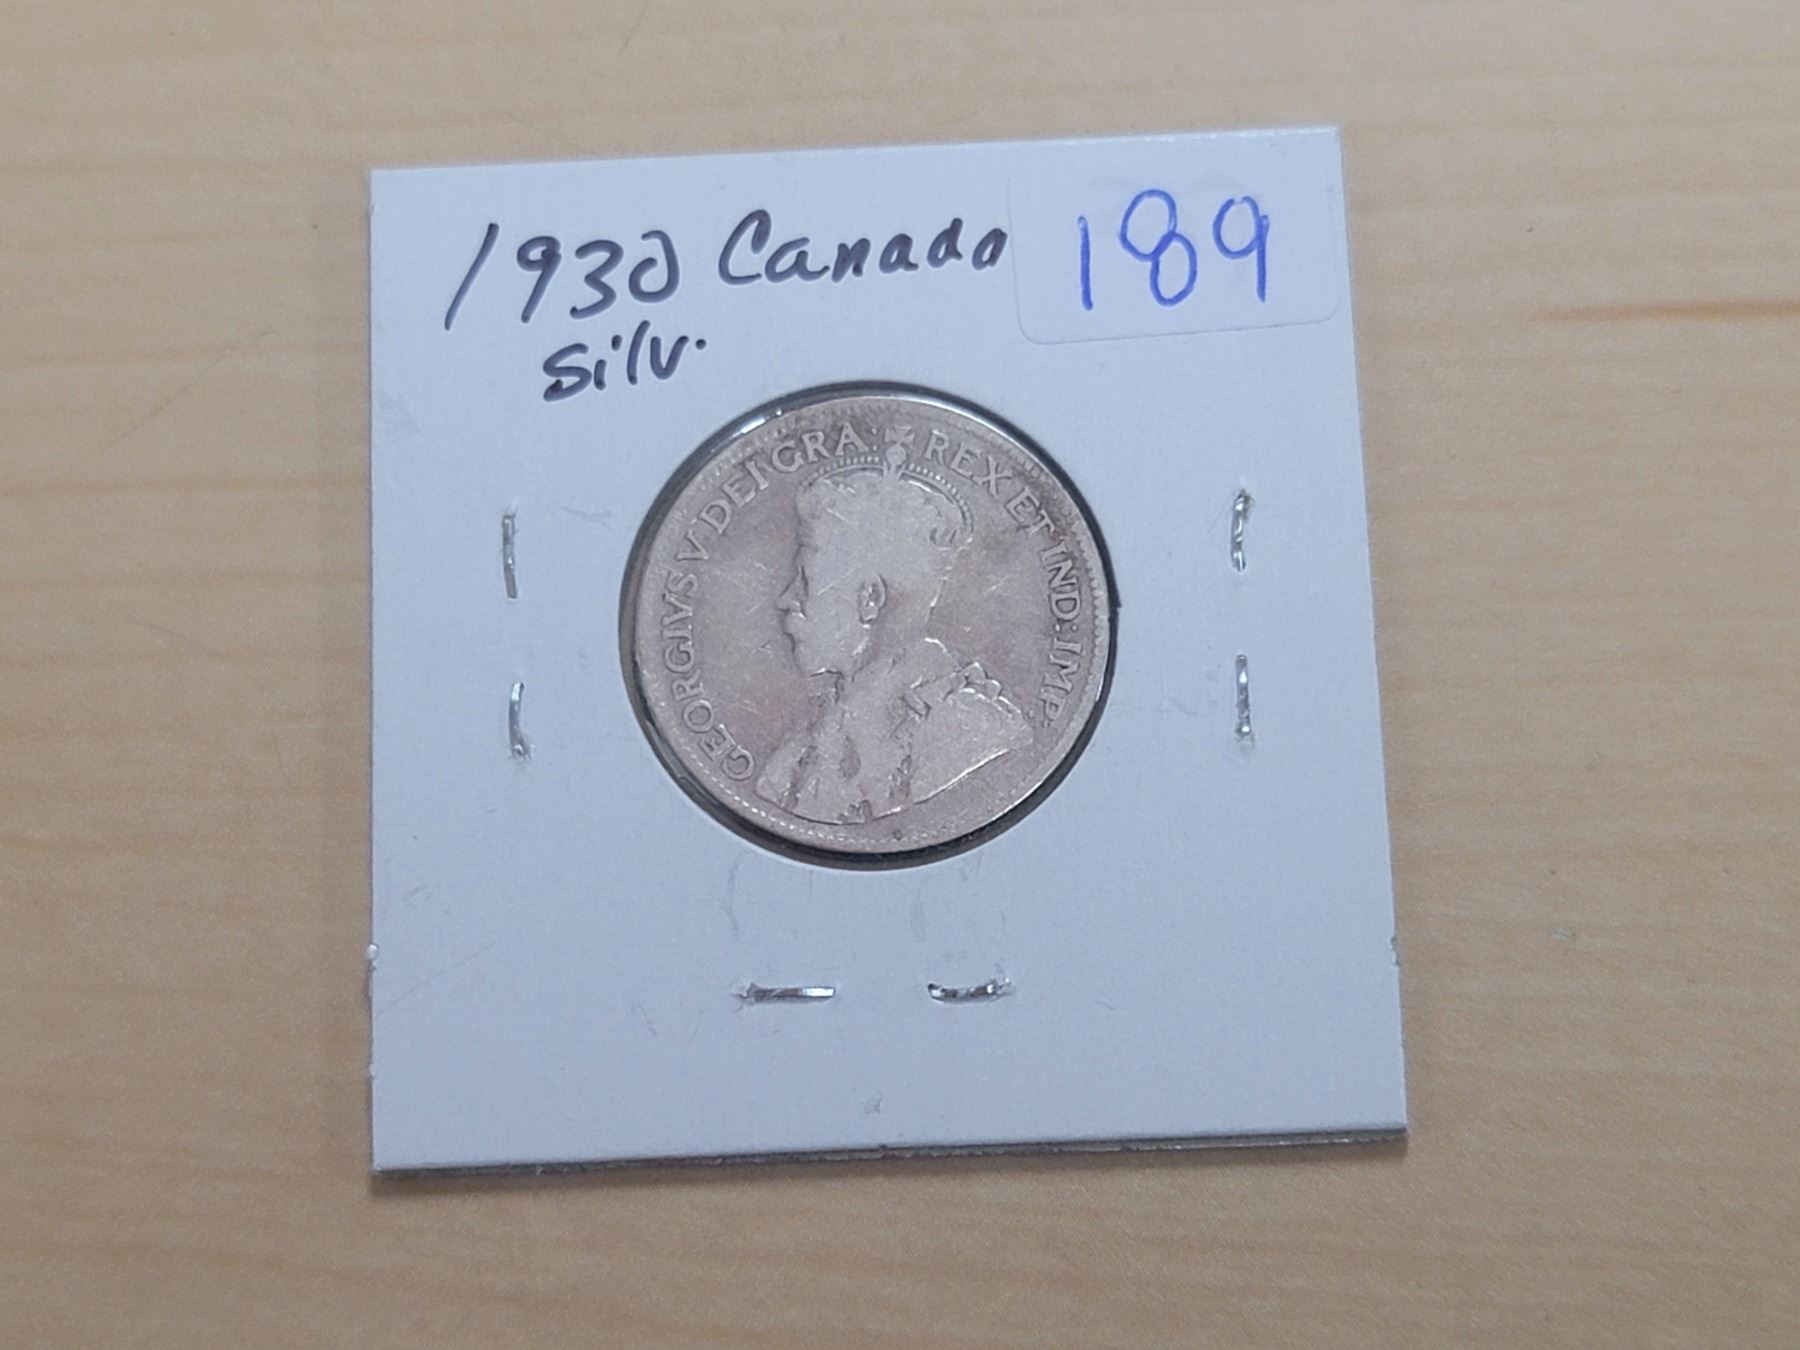 1930 Canada
silv.
189
GEORGIVS V DEI GRA: REX ET IND: IMP: